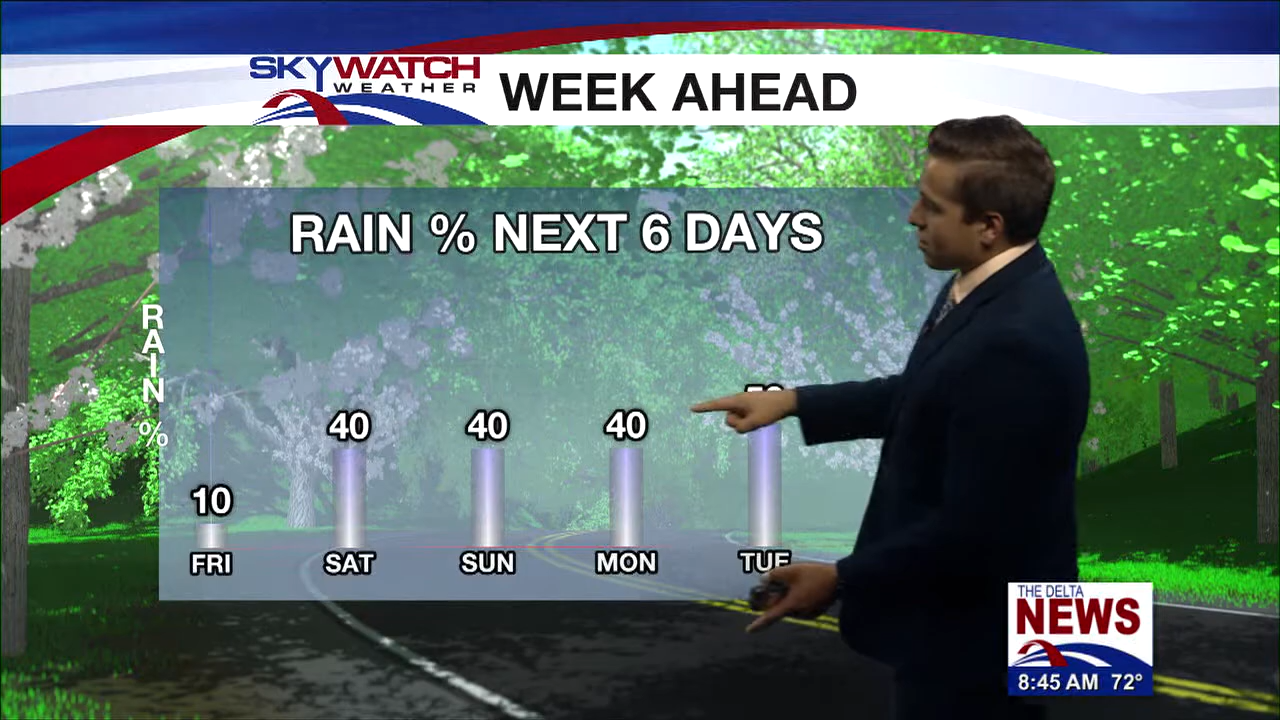 SKYWATCH
WEATHER
WEEK AHEAD
RAIN % NEXT 6 DAYS
RAIN %
40
40
40
10
FRI
SAT
SUN
MON
TUE
THE DELTA
NEWS
8:45 AM 72°